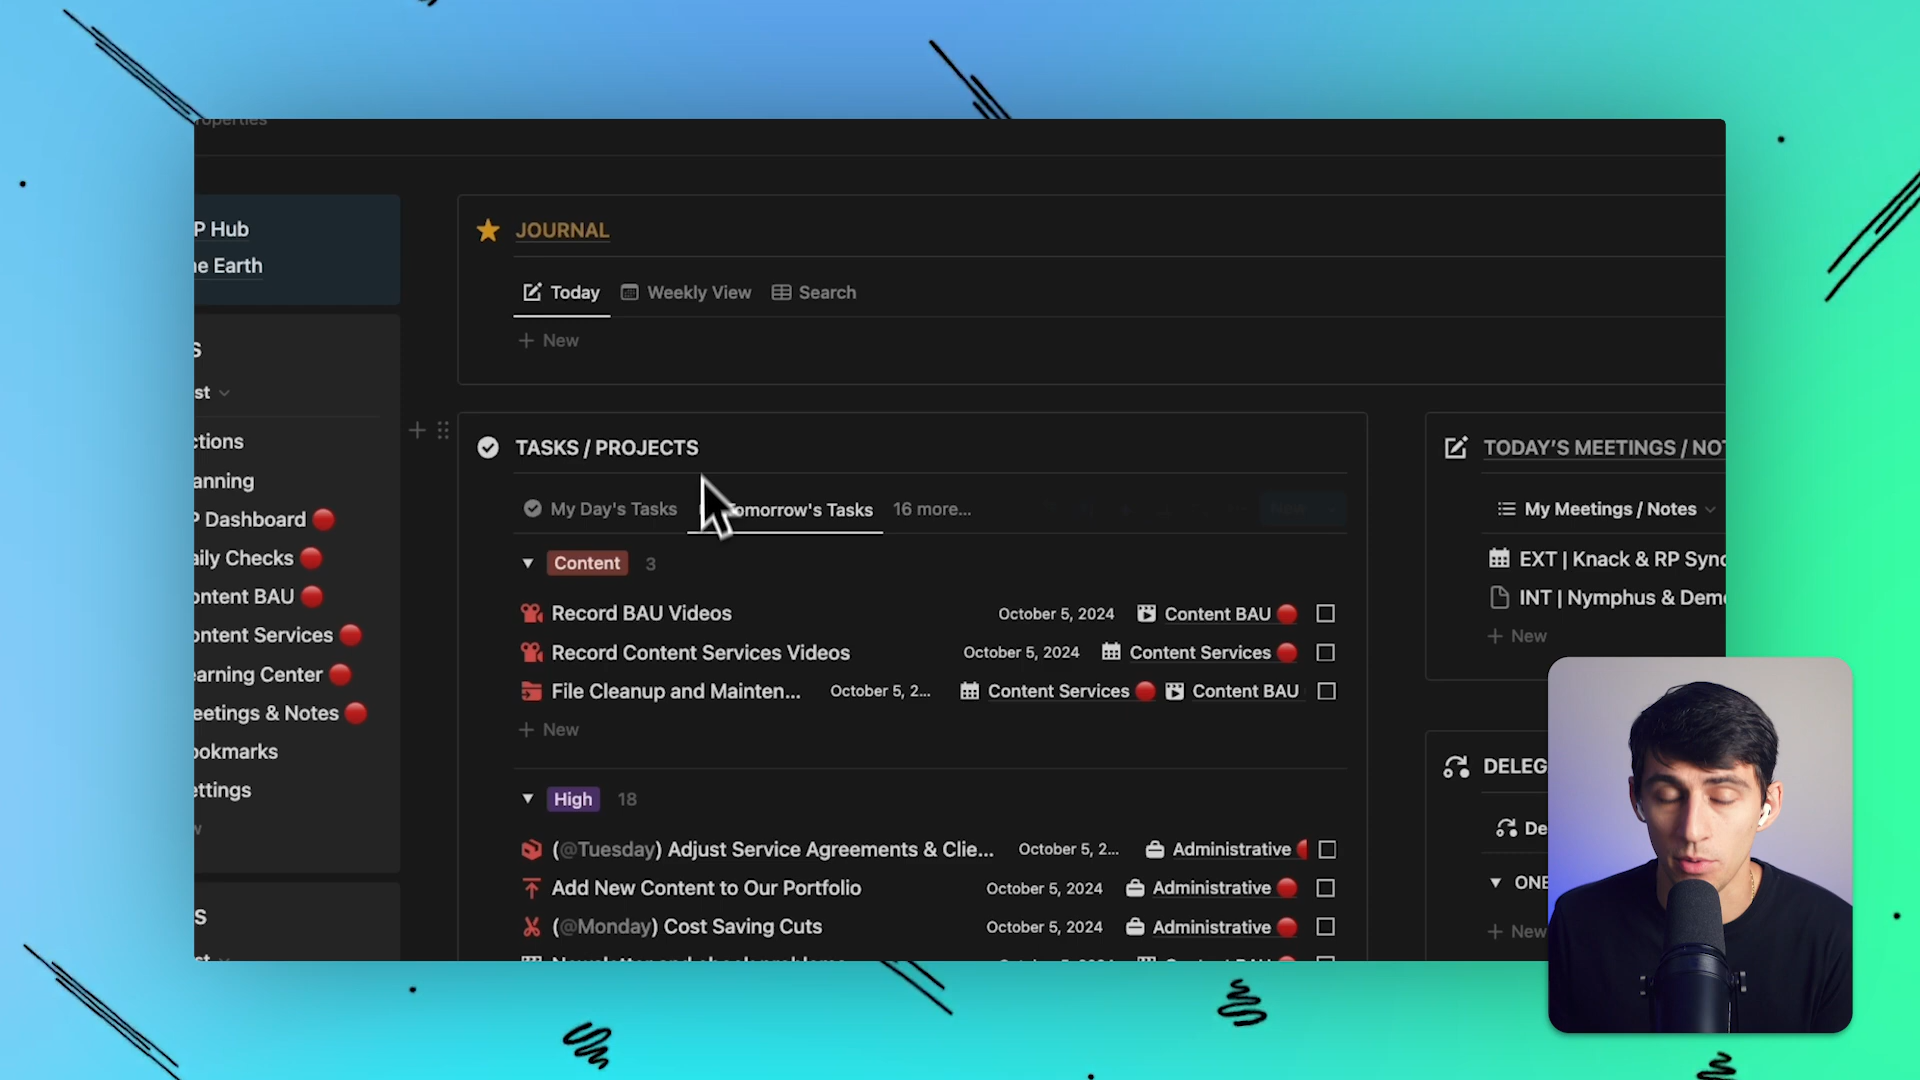 roperties
P Hub
ne Earth
S
st
ctions
anning
P Dashboard
aily Checks
ontent BAU
ontent Services
earning Center
eetings & Notes
ookmarks
ettings
w
S
st
JOURNAL
Today Weekly View Search
+ New
TASKS / PROJECTS
My Day's Tasks omorrow's Tasks 16 more...
Content 3
Record BAU Videos October 5, 2024 Content BAU
Record Content Services Videos October 5, 2024 Content Services
File Cleanup and Mainten... October 5, 2... Content Services Content BAU
+ New
High 18
(@Tuesday) Adjust Service Agreements & Clie... October 5, 2... Administrative
Add New Content to Our Portfolio October 5, 2024 Administrative
(@Monday) Cost Saving Cuts October 5, 2024 Administrative
TODAY'S MEETINGS / NOT
My Meetings / Notes
EXT | Knack & RP Sync
INT | Nymphus & Dem
+ New
DELEG
De
ONE
+ New